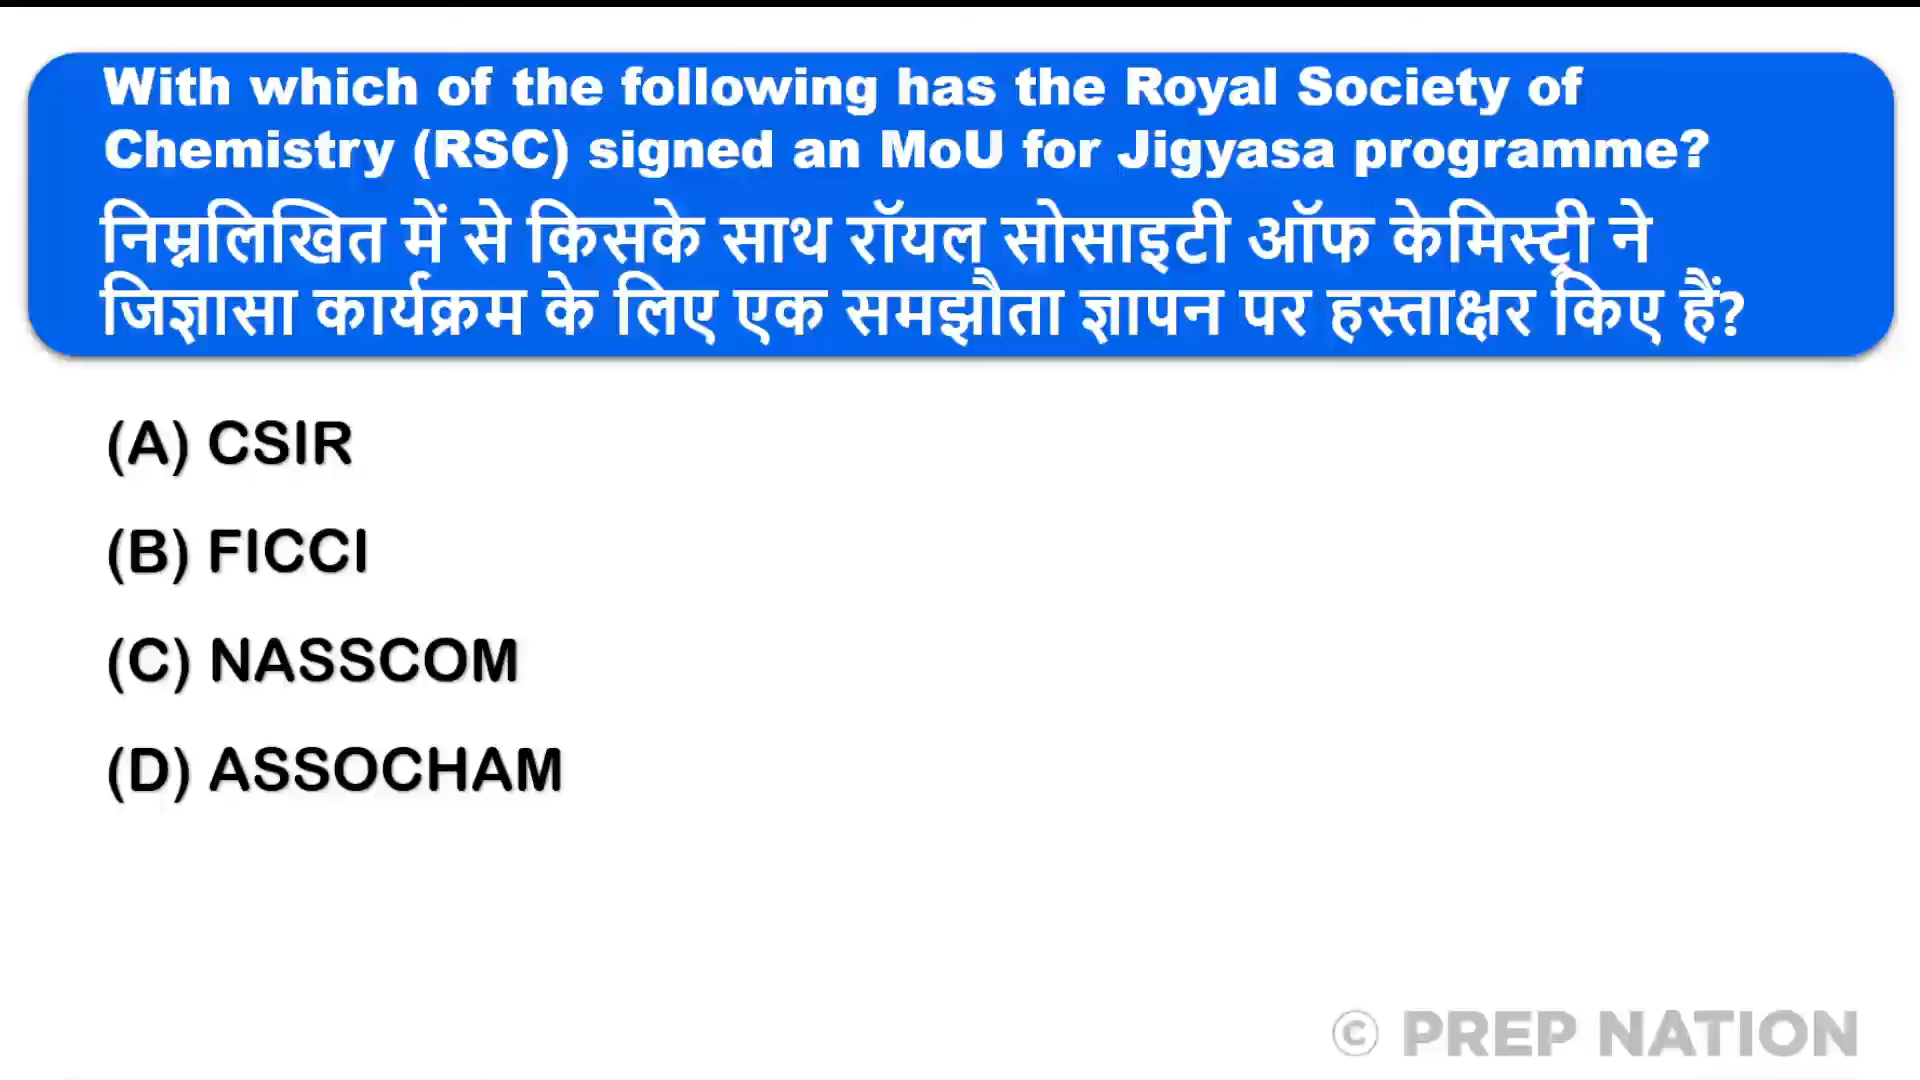 With which of the following has the Royal Society of
Chemistry (RSC) signed an MoU for Jigyasa programme?
निम्नलिखित में से किसके साथ रॉयल सोसाइटी ऑफ केमिस्ट्री ने
जिज्ञासा कार्यक्रम के लिए एक समझौता ज्ञापन पर हस्ताक्षर किए हैं?
(A) CSIR
(B) FICCI
(C) NASSCOM
(D) ASSOCHAM
© PREP NATION